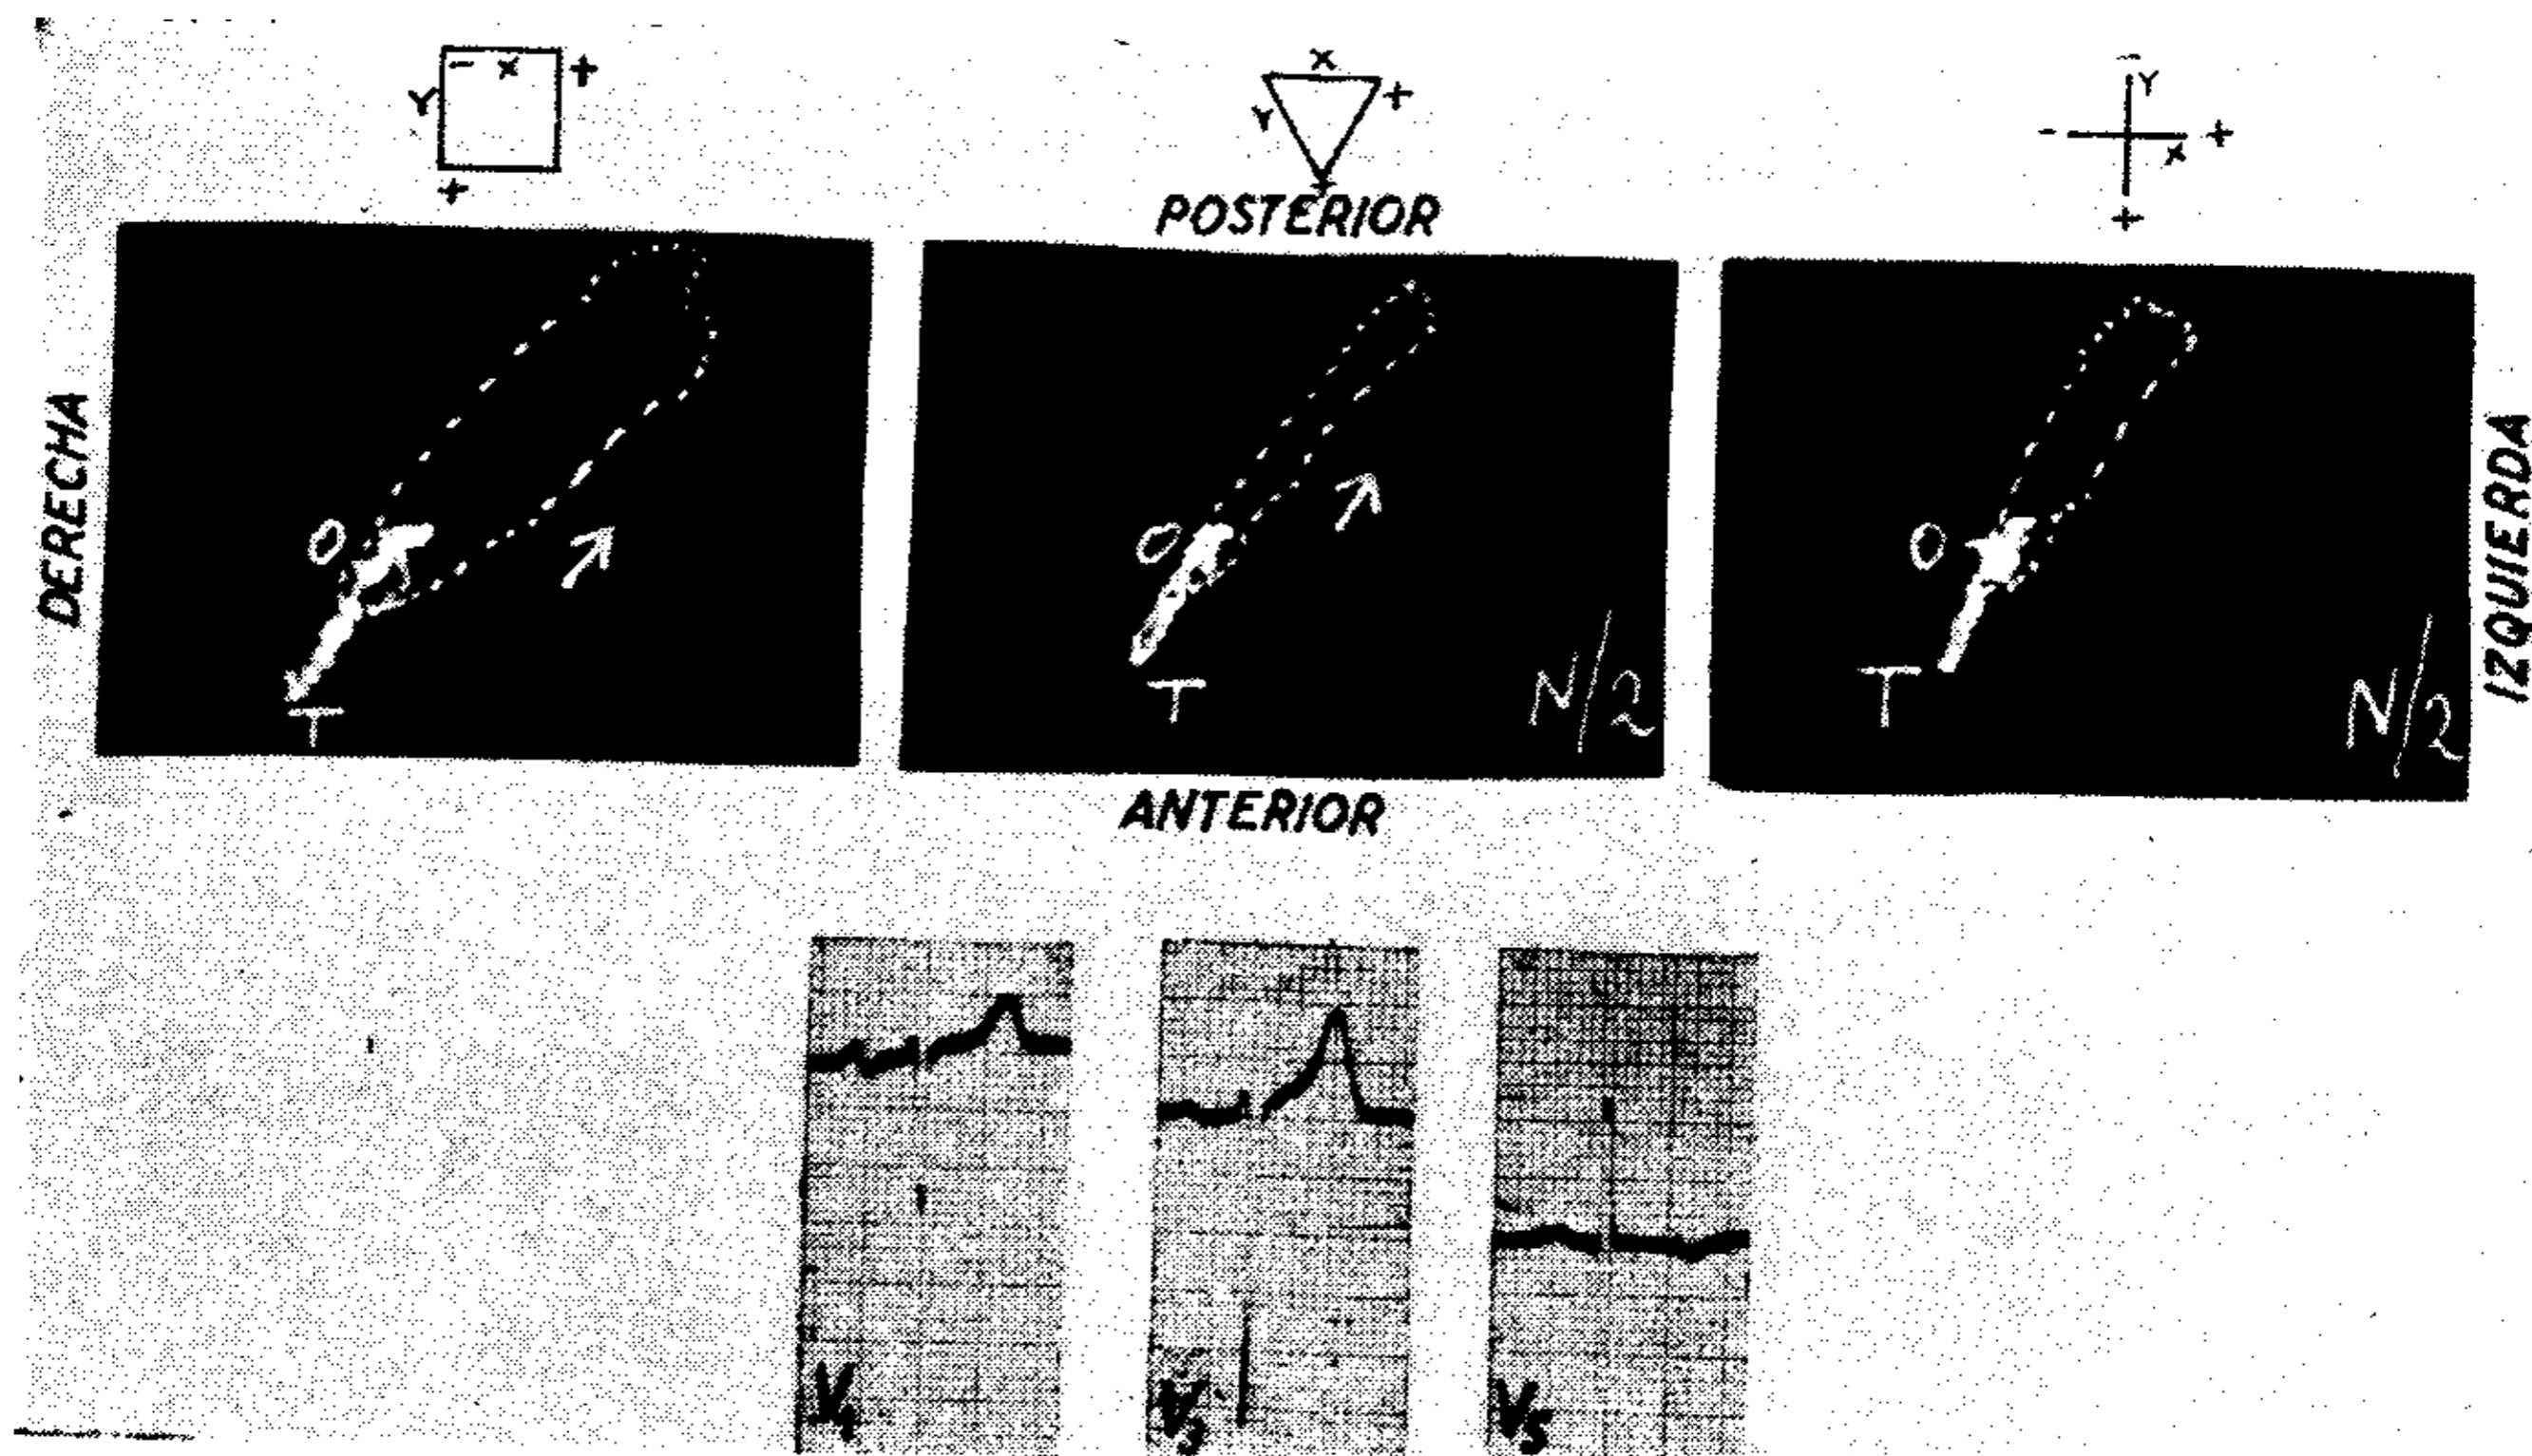 - X +
Y
+
X
Y +
+
- Y
- +
X
+
POSTERIOR
DERECHA
O
T
O
T
N/2
O
T
N/2
IZQUIERDA
ANTERIOR
V1
V3
V5